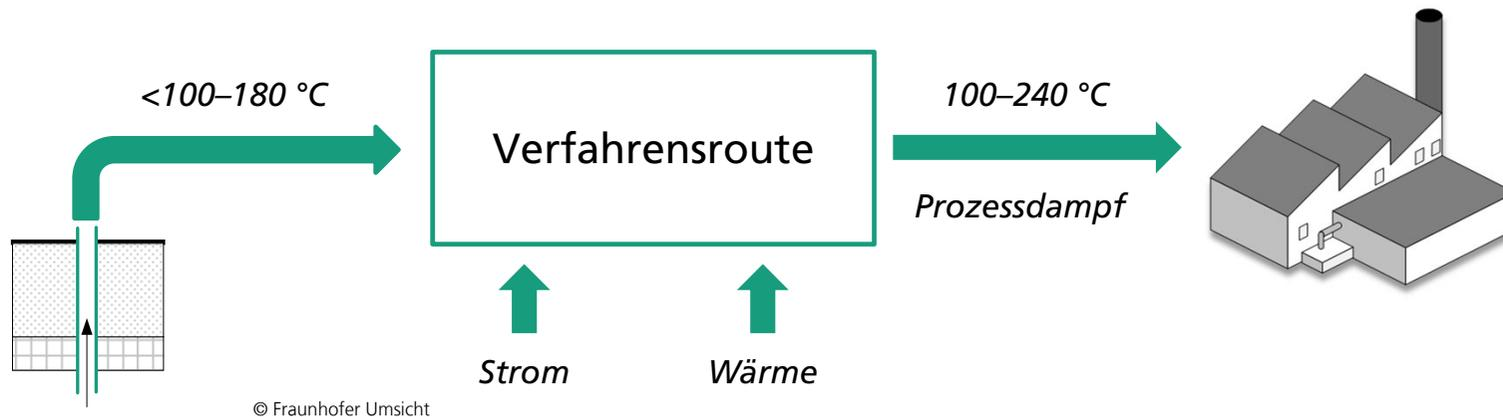 <100–180 °C
Verfahrensroute
100–240 °C
Prozessdampf
Strom
Wärme
© Fraunhofer Umsicht